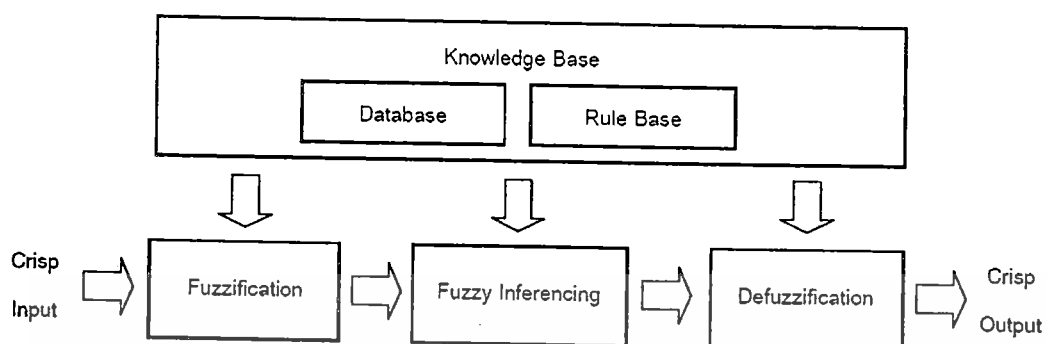 Knowledge Base
Database
Rule Base
Crisp
Input
Fuzzification
Fuzzy Inferencing
Defuzzification
Crisp
Output